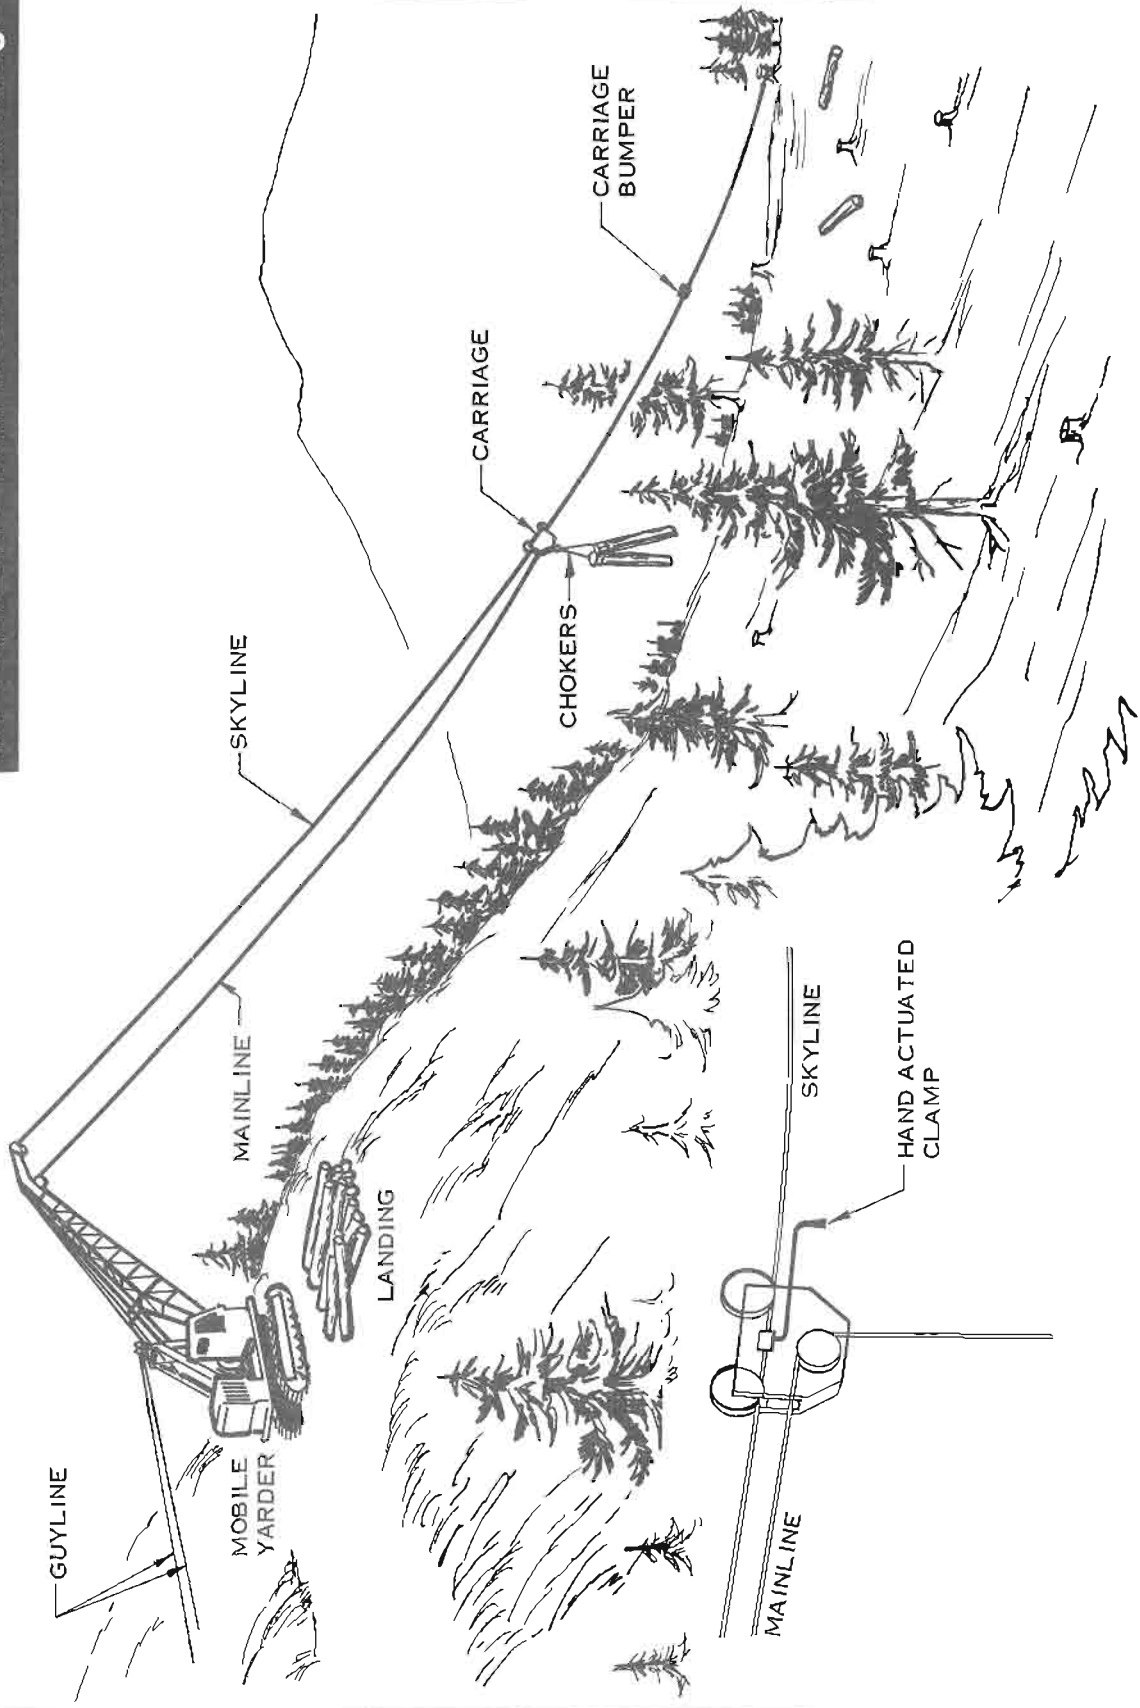 GUYLINE
MOBILE
YARDER
LANDING
MAINLINE
SKYLINE
CHOKERS
CARRIAGE
CARRIAGE
BUMPER
MAINLINE
SKYLINE
HAND ACTUATED
CLAMP